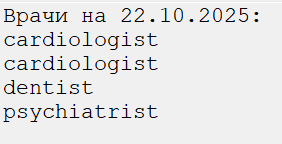 Врачи на 22.10.2025:
cardiologist
cardiologist
dentist
psychiatrist